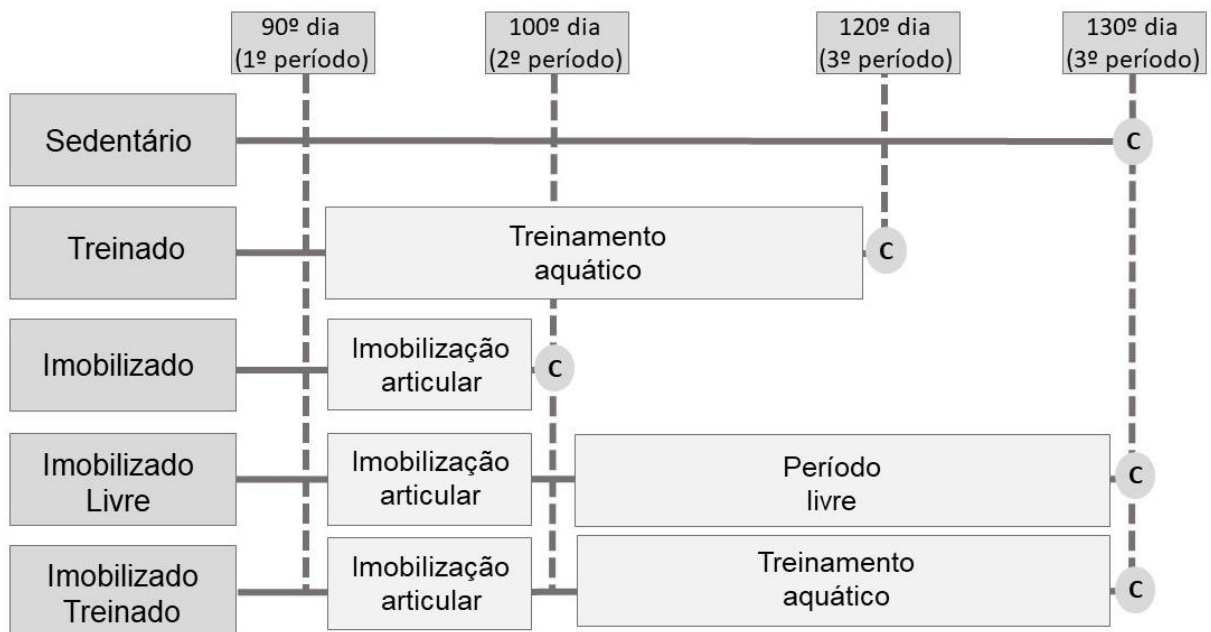 90º dia
(1º período)
100º dia
(2º período)
120º dia
(3º período)
130º dia
(3º período)
Sedentário
C
Treinado
Treinamento
aquático
C
Imobilizado
Imobilização
articular
C
Imobilizado
Livre
Imobilização
articular
Período
livre
C
Imobilizado
Treinado
Imobilização
articular
Treinamento
aquático
C